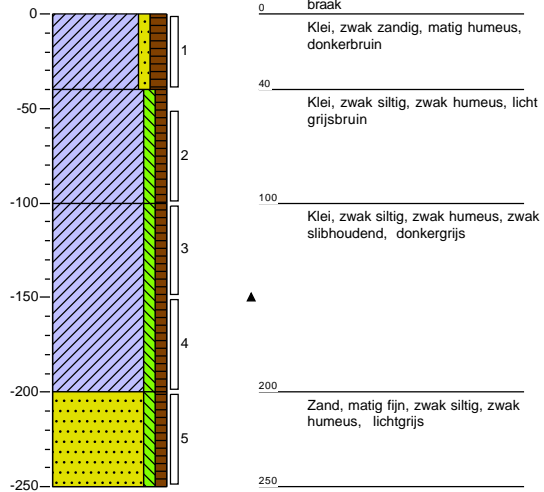 braak
0
0
Klei, zwak zandig, matig humeus,
donkerbruin
1
40
Klei, zwak siltig, zwak humeus, licht
grijsbruin
-50
2
-100
100
Klei, zwak siltig, zwak humeus, zwak
slibhoudend, donkergrijs
3
-150
4
-200
200
Zand, matig fijn, zwak siltig, zwak
humeus, lichtgrijs
5
-250
250